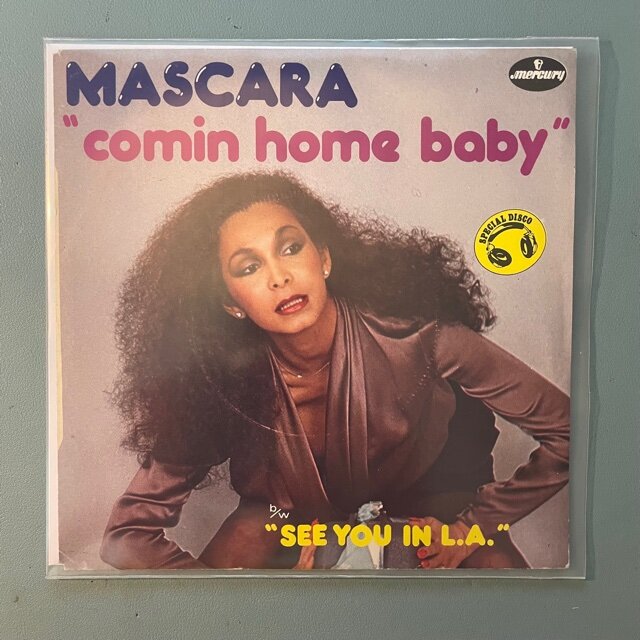 MASCARA
mercury
"comin home baby"
SPECIAL DISCO
b/w
"SEE YOU IN L.A."